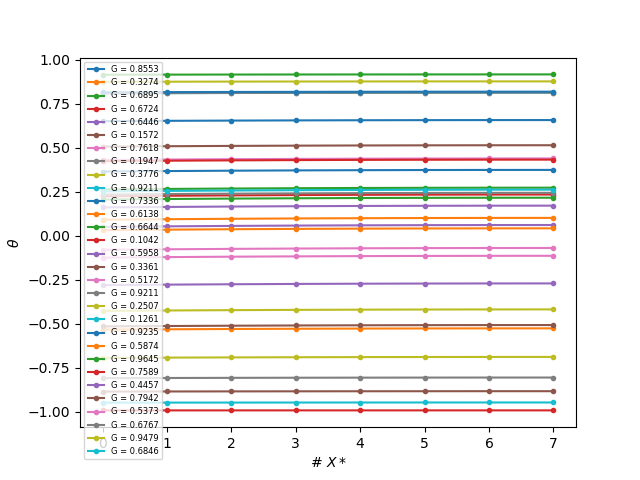 1.00
0.75
0.50
0.25
0.00
−0.25
−0.50
−0.75
−1.00
θ
G = 0.8553
G = 0.3274
G = 0.6895
G = 0.6724
G = 0.6446
G = 0.1572
G = 0.7618
G = 0.1947
G = 0.3776
G = 0.9211
G = 0.7336
G = 0.6138
G = 0.6644
G = 0.1042
G = 0.5958
G = 0.3361
G = 0.5172
G = 0.9211
G = 0.2507
G = 0.1261
G = 0.9235
G = 0.5874
G = 0.9645
G = 0.7589
G = 0.4457
G = 0.7942
G = 0.5373
G = 0.6767
G = 0.9479
G = 0.6846
0 1 2 3 4 5 6 7
# X*